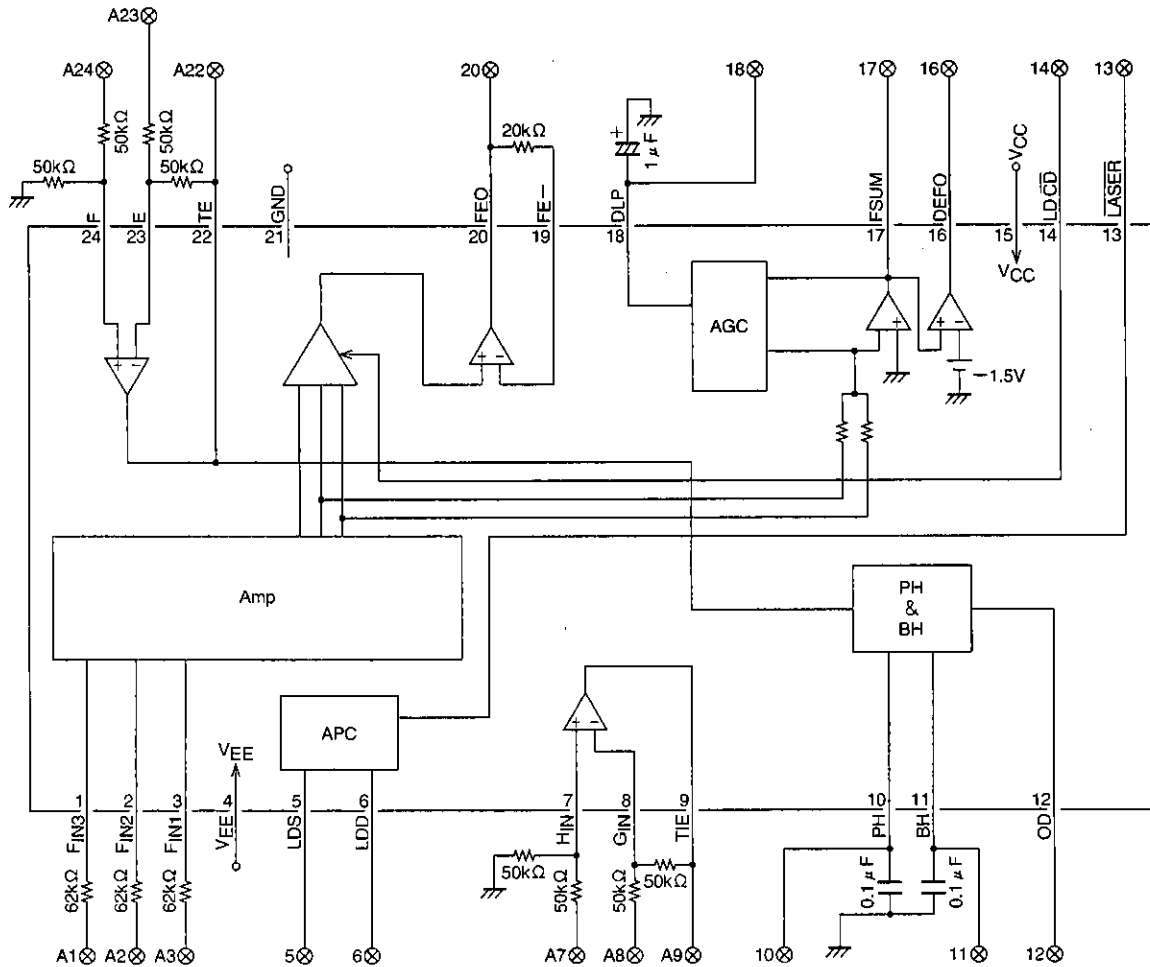 A23
A24 A22 20 18 17 16 14 13
50kΩ 50kΩ 20kΩ + 1μF VCC
50kΩ 50kΩ
F E TE GND FEO FE− DLP FSUM DEFO LDCD LASER
24 23 22 21 20 19 18 17 16 15 14 13
VCC
AGC
+ − + − + + −
−1.5V
Amp
PH
&
BH
+ −
APC
VEE
1 2 3 4 5 6 7 8 9 10 11 12
FIN3 FIN2 FIN1 VEE LDS LDD HIN GIN TIE PH BH OD
62kΩ 62kΩ 62kΩ 50kΩ 50kΩ 50kΩ 50kΩ 0.1μF 0.1μF
A1 A2 A3 5 6 A7 A8 A9 10 11 12